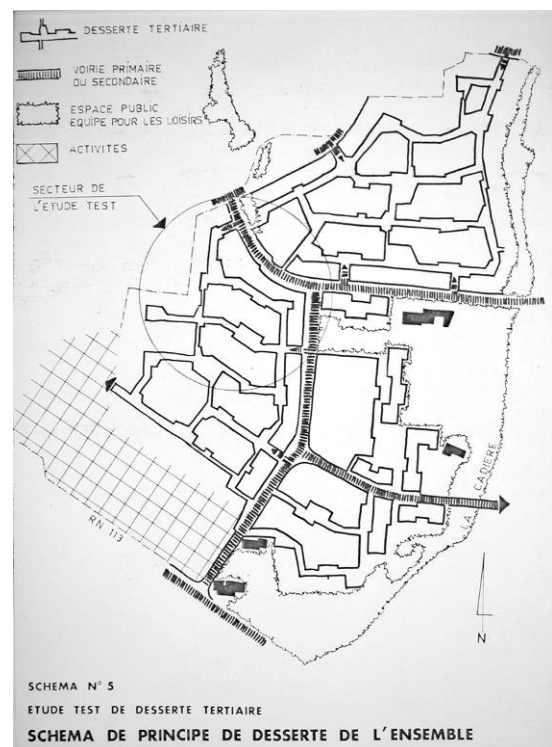 DESSERTE TERTIAIRE
VOIRIE PRIMAIRE
OU SECONDAIRE
ESPACE PUBLIC
EQUIPE POUR LES LOISIRS
ACTIVITES
SECTEUR DE
L'ETUDE TEST
LA CADIERE
RN 113
N
SCHEMA N° 5
ETUDE TEST DE DESSERTE TERTIAIRE
SCHEMA DE PRINCIPE DE DESSERTE DE L'ENSEMBLE